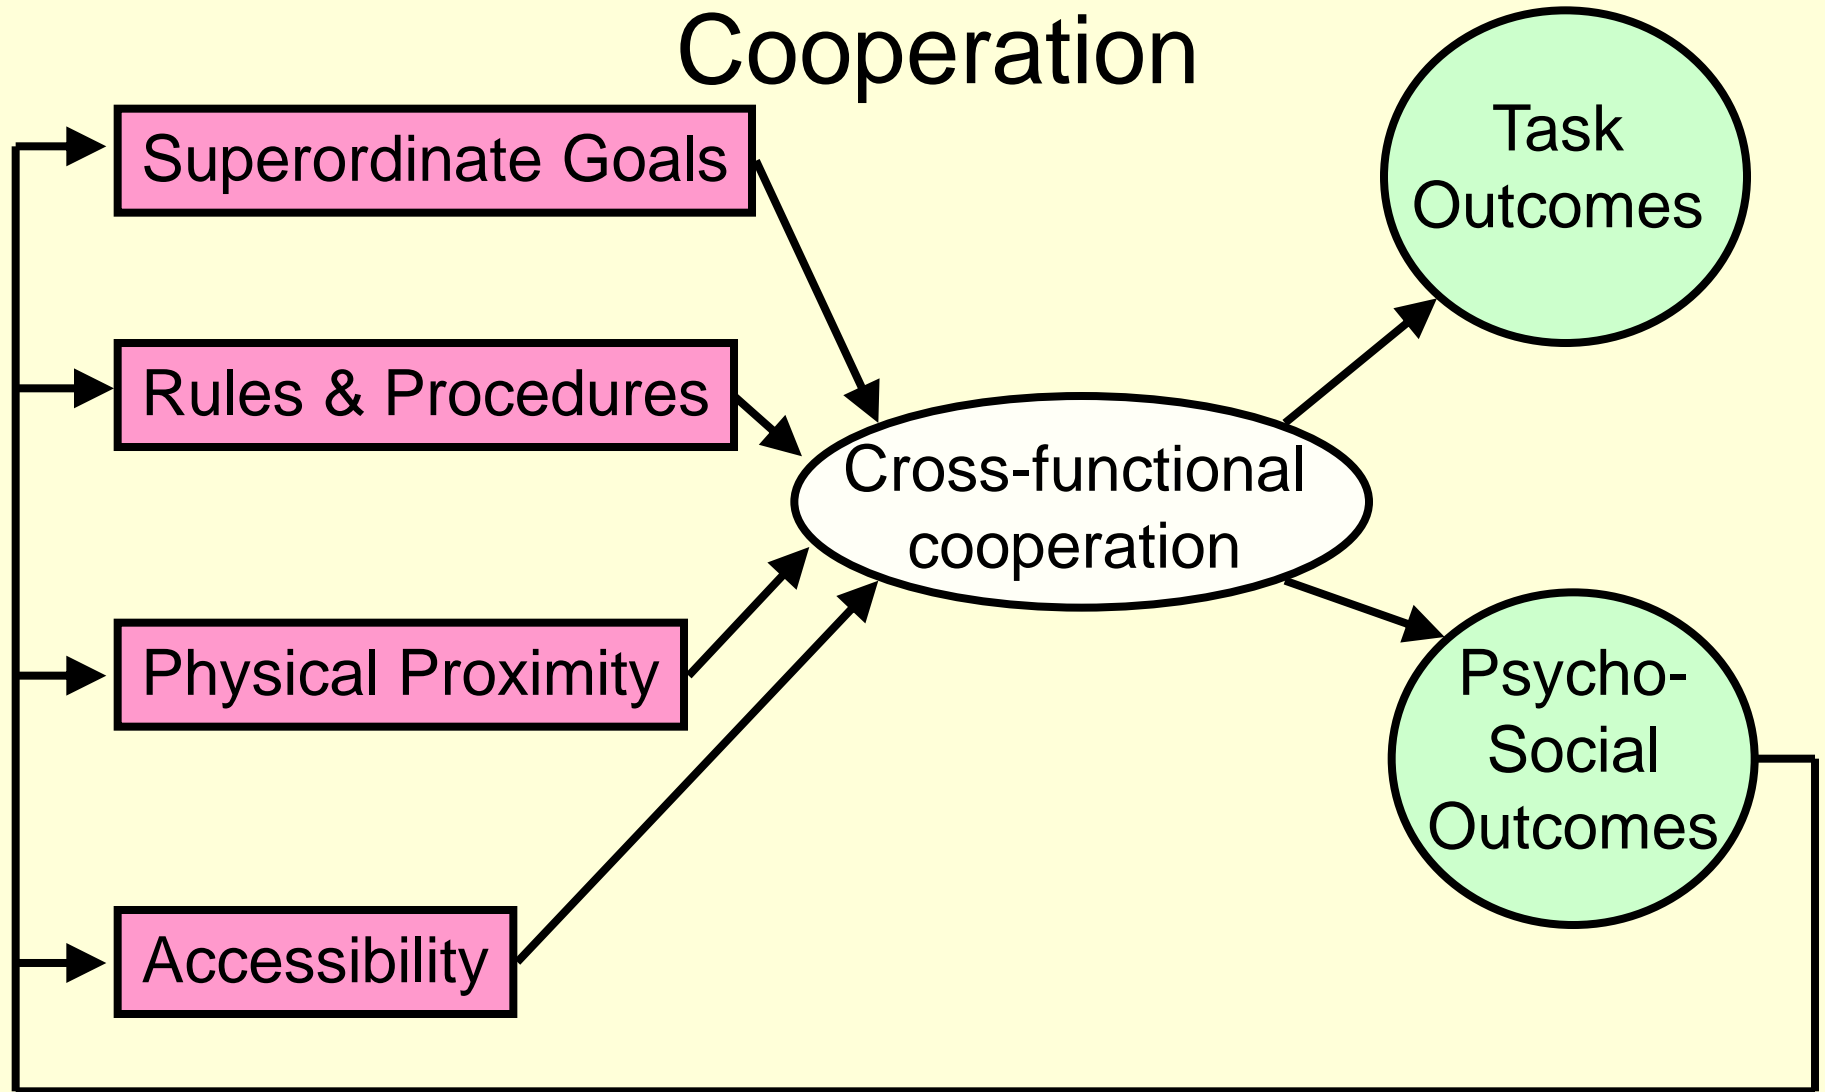 Cooperation
Superordinate Goals
Rules & Procedures
Physical Proximity
Accessibility
Cross-functional
cooperation
Task
Outcomes
Psycho-
Social
Outcomes